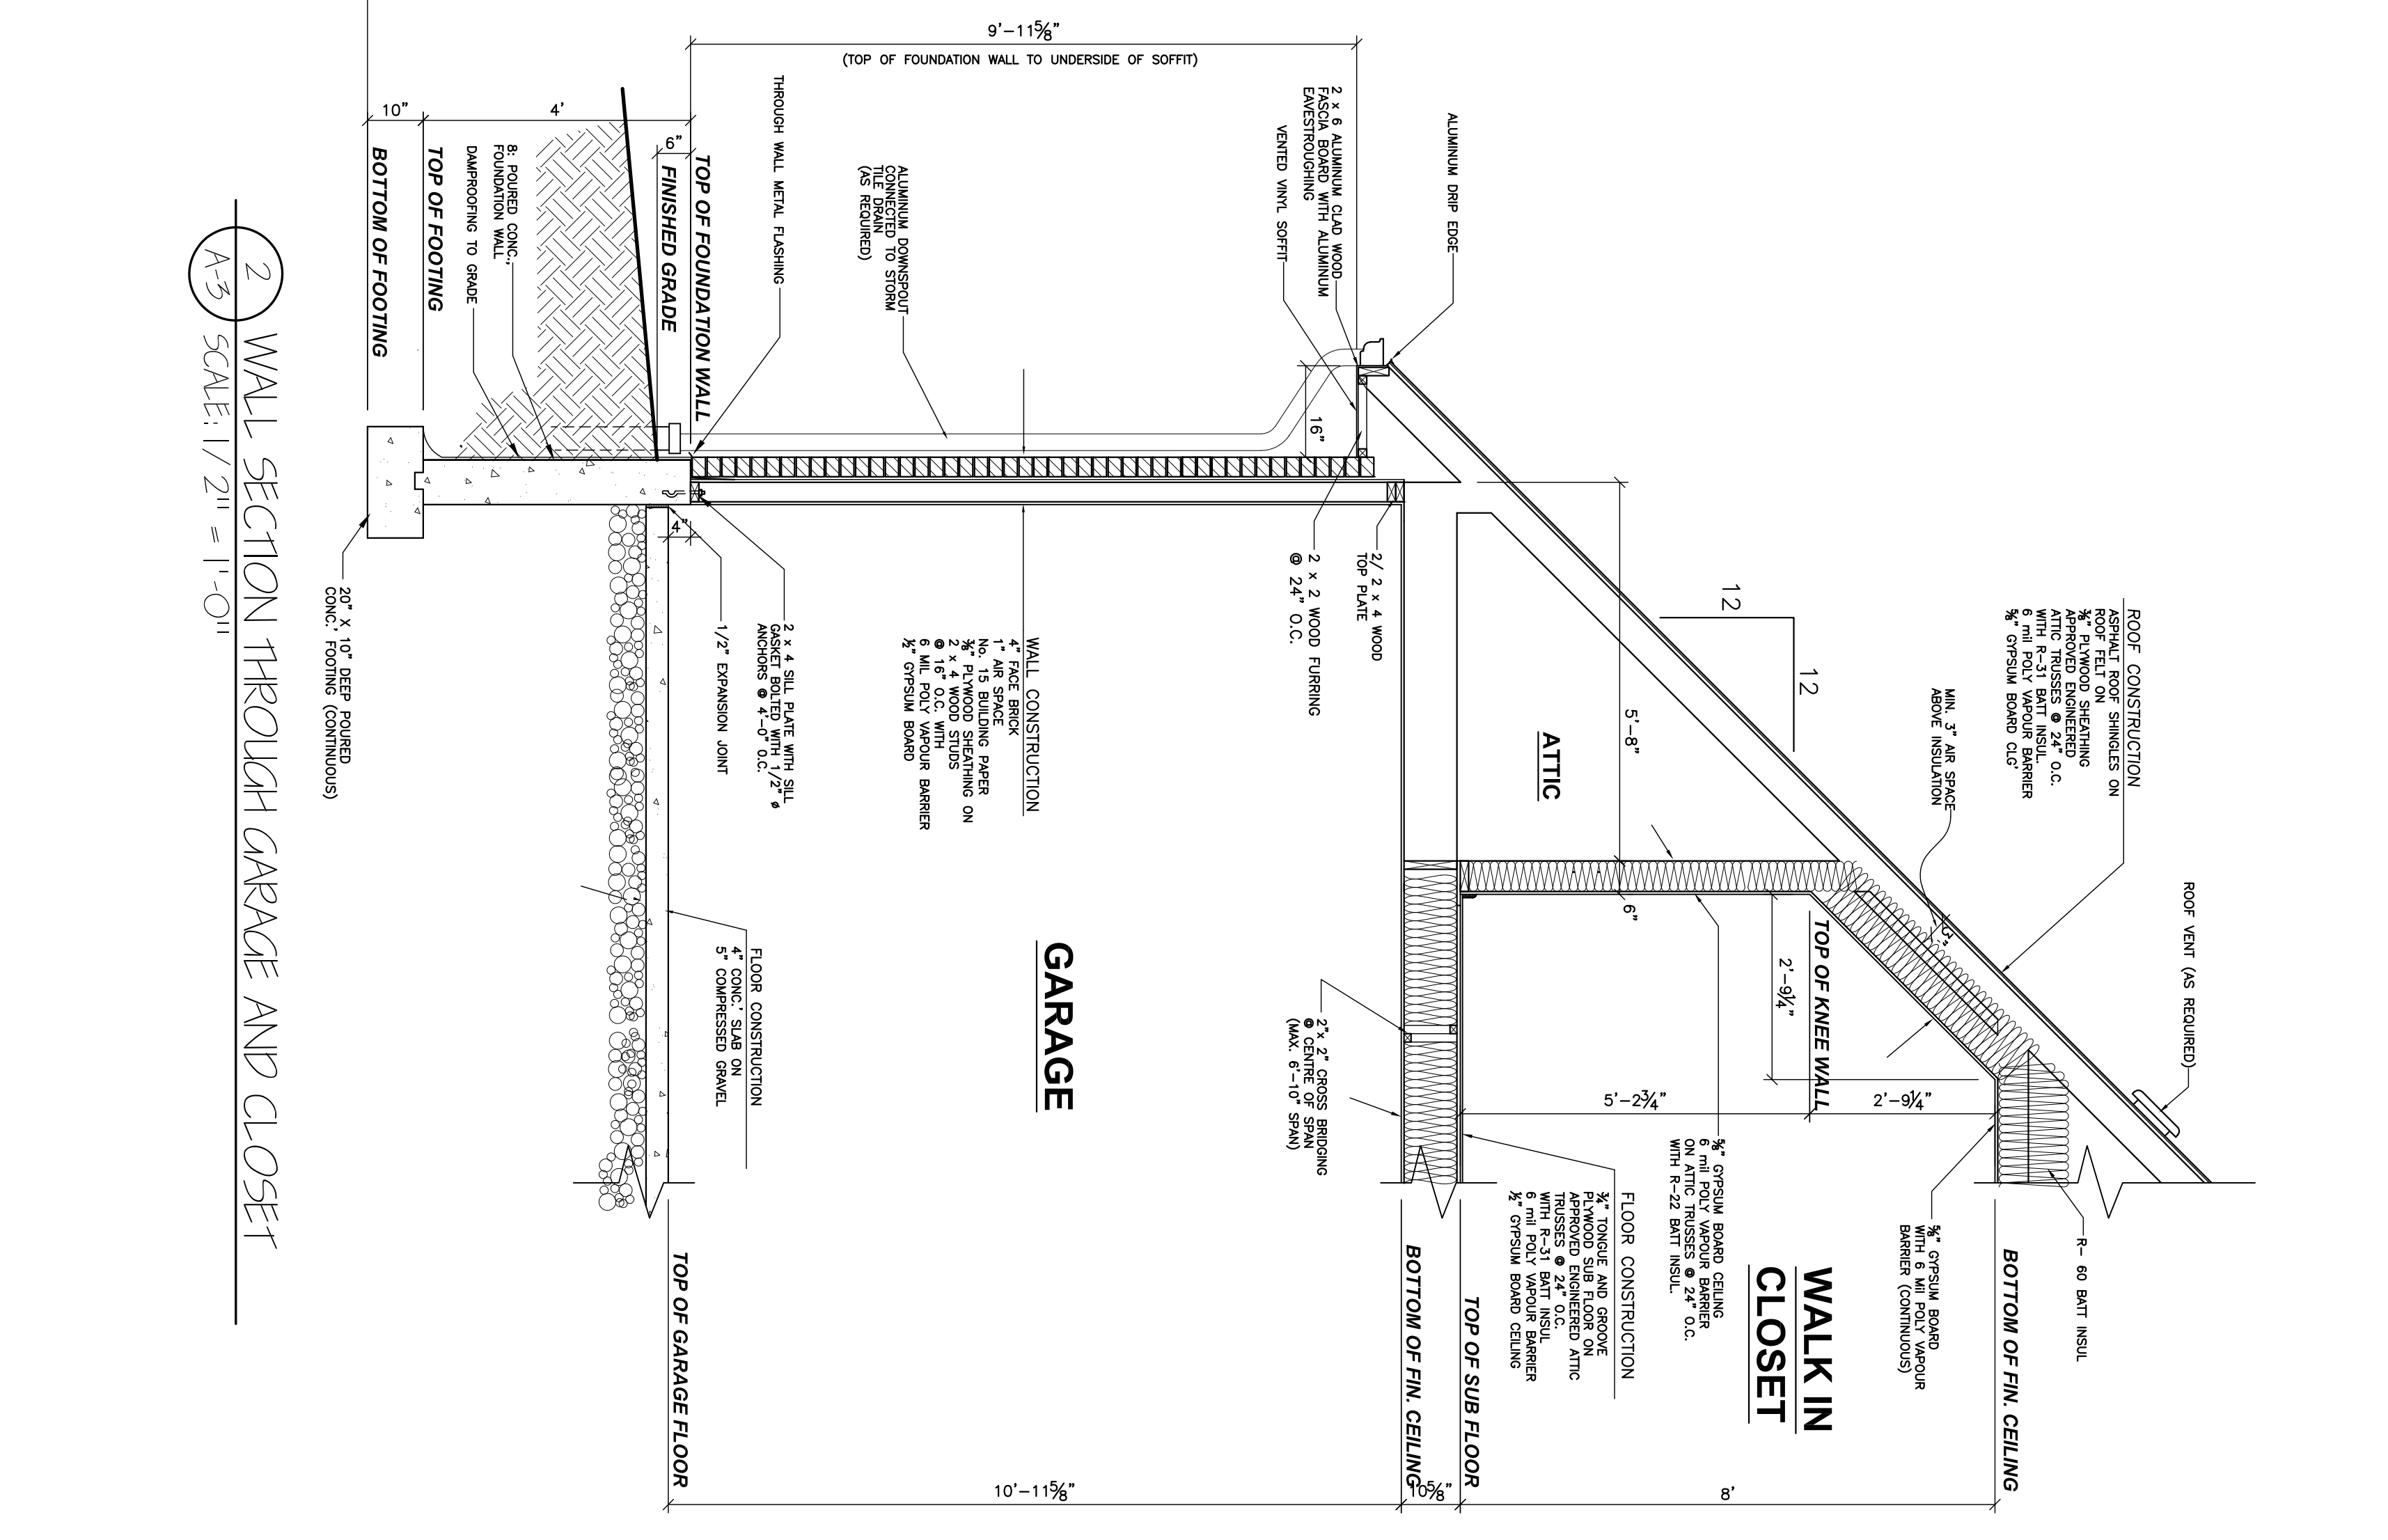 ROOF VENT (AS REQUIRED)
ROOF CONSTRUCTION
ASPHALT ROOF SHINGLES ON
ROOF FELT ON
⅜" PLYWOOD SHEATHING
APPROVED ENGINEERED
ATTIC TRUSSES @ 24" O.C.
WITH R-31 BATT INSUL.
6 mil POLY VAPOUR BARRIER
⅝" GYPSUM BOARD CLG'
MIN. 3" AIR SPACE
ABOVE INSULATION
3"
12
12
R- 60 BATT INSUL
BOTTOM OF FIN. CEILING
⅝" GYPSUM BOARD
WITH 6 Mil POLY VAPOUR
BARRIER (CONTINUOUS)
2'-9¼"
2'-9¼"
TOP OF KNEE WALL
5'-2¾"
8'
WALK IN
CLOSET
⅝" GYPSUM BOARD CEILING
6 mil POLY VAPOUR BARRIER
ON ATTIC TRUSSES @ 24" O.C.
WITH R-22 BATT INSUL.
5'-8"
6"
ATTIC
FLOOR CONSTRUCTION
¾" TONGUE AND GROOVE
PLYWOOD SUB FLOOR ON
APPROVED ENGINEERED ATTIC
TRUSSES @ 24" O.C.
WITH R-31 BATT INSUL
6 mil POLY VAPOUR BARRIER
½" GYPSUM BOARD CEILING
TOP OF SUB FLOOR
10⅝"
BOTTOM OF FIN. CEILING
ALUMINUM DRIP EDGE
2 x 6 ALUMINUM CLAD WOOD
FASCIA BOARD WITH ALUMINUM
EAVESTROUGHING
VENTED VINYL SOFFIT
16"
2/ 2 x 4 WOOD
TOP PLATE
2 x 2 WOOD FURRING
@ 24" O.C.
2"x 2" CROSS BRIDGING
@ CENTRE OF SPAN
(MAX. 6'-10" SPAN)
9'-11⅝"
(TOP OF FOUNDATION WALL TO UNDERSIDE OF SOFFIT)
GARAGE
10'-11⅝"
WALL CONSTRUCTION
4" FACE BRICK
1" AIR SPACE
No. 15 BUILDING PAPER
⅜" PLYWOOD SHEATHING ON
2 x 4 WOOD STUDS
@ 16" O.C. WITH
6 MIL POLY VAPOUR BARRIER
½" GYPSUM BOARD
ALUMINUM DOWNSPOUT
CONNECTED TO STORM
TILE DRAIN
(AS REQUIRED)
THROUGH WALL METAL FLASHING
2 x 4 SILL PLATE WITH SILL
GASKET BOLTED WITH 1/2" ø
ANCHORS @ 4'-0" O.C.
1/2" EXPANSION JOINT
FLOOR CONSTRUCTION
4" CONC.' SLAB ON
5" COMPRESSED GRAVEL
TOP OF FOUNDATION WALL
6"
4"
FINISHED GRADE
TOP OF GARAGE FLOOR
4'
8: POURED CONC.,
FOUNDATION WALL
DAMPROOFING TO GRADE
TOP OF FOOTING
10"
BOTTOM OF FOOTING
20" X 10" DEEP POURED
CONC.' FOOTING (CONTINUOUS)
2
A-3
WALL SECTION THROUGH GARAGE AND CLOSET
SCALE: 1/2" = 1'-0"